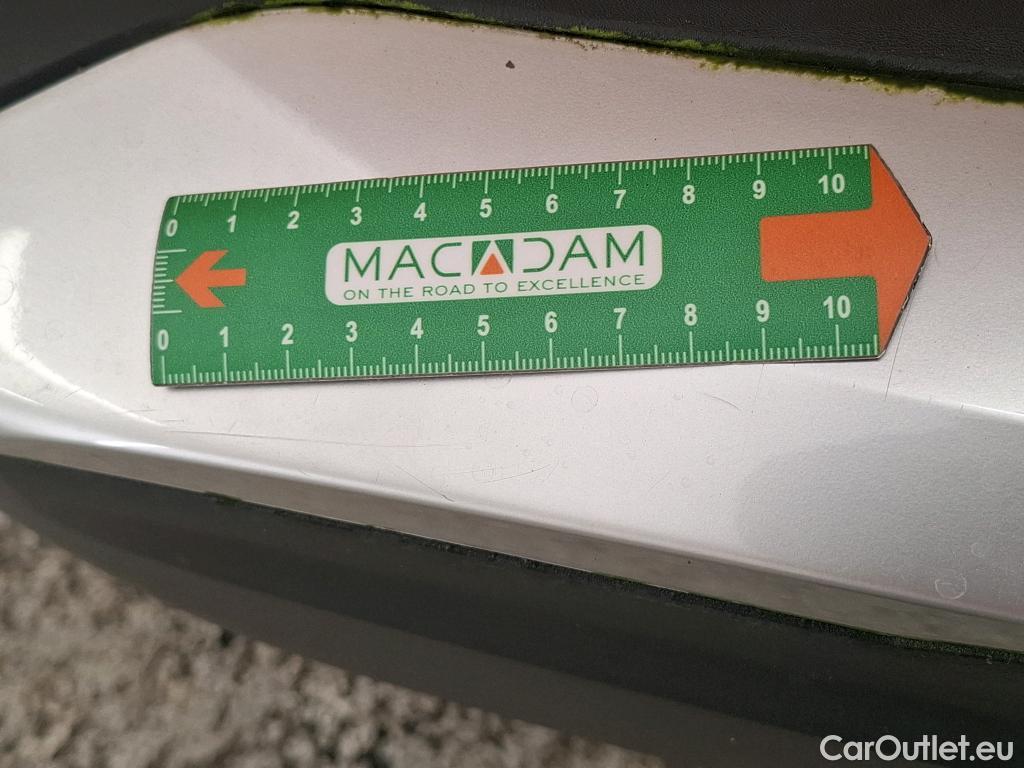 0 1 2 3 4 5 6 7 8 9 10
MACADAM
ON THE ROAD TO EXCELLENCE
0 1 2 3 4 5 6 7 8 9 10
CarOutlet.eu